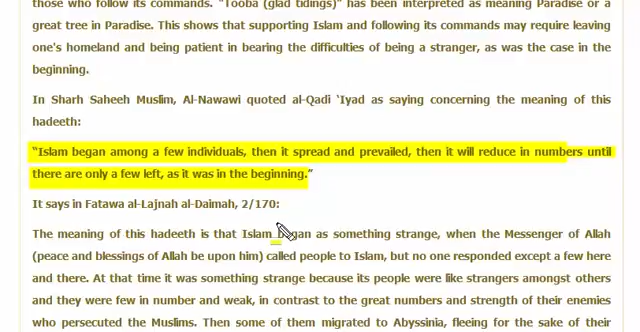 those who follow its commands. "Tooba (glad tidings)" has been interpreted as meaning Paradise or a
great tree in Paradise. This shows that supporting Islam and following its commands may require leaving
one's homeland and being patient in bearing the difficulties of being a stranger, as was the case in the
beginning.
In Sharh Saheeh Muslim, Al-Nawawi quoted al-Qadi ‘Iyad as saying concerning the meaning of this
hadeeth:
“Islam began among a few individuals, then it spread and prevailed, then it will reduce in numbers until
there are only a few left, as it was in the beginning.”
It says in Fatawa al-Lajnah al-Daimah, 2/170:
The meaning of this hadeeth is that Islam began as something strange, when the Messenger of Allah
(peace and blessings of Allah be upon him) called people to Islam, but no one responded except a few here
and there. At that time it was something strange because its people were like strangers amongst others
and they were few in number and weak, in contrast to the great numbers and strength of their enemies
who persecuted the Muslims. Then some of them migrated to Abyssinia, fleeing for the sake of their